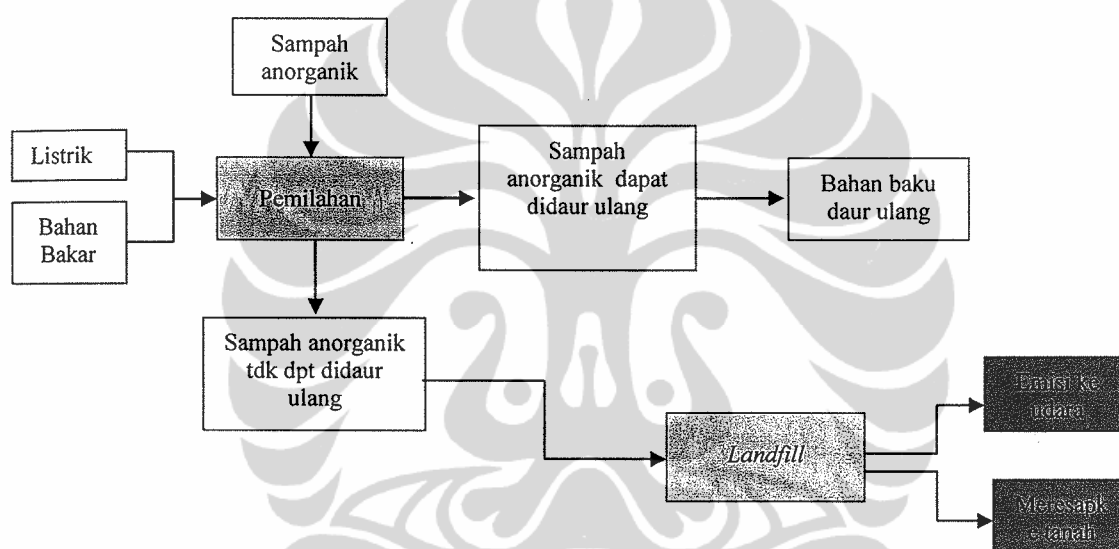 Sampah
anorganik
Listrik
Bahan
Bakar
Pemilahan
Sampah
anorganik dapat
didaur ulang
Bahan baku
daur ulang
Sampah anorganik
tdk dpt didaur
ulang
Landfill
Emisi ke
udara
Meresapk
e tanah